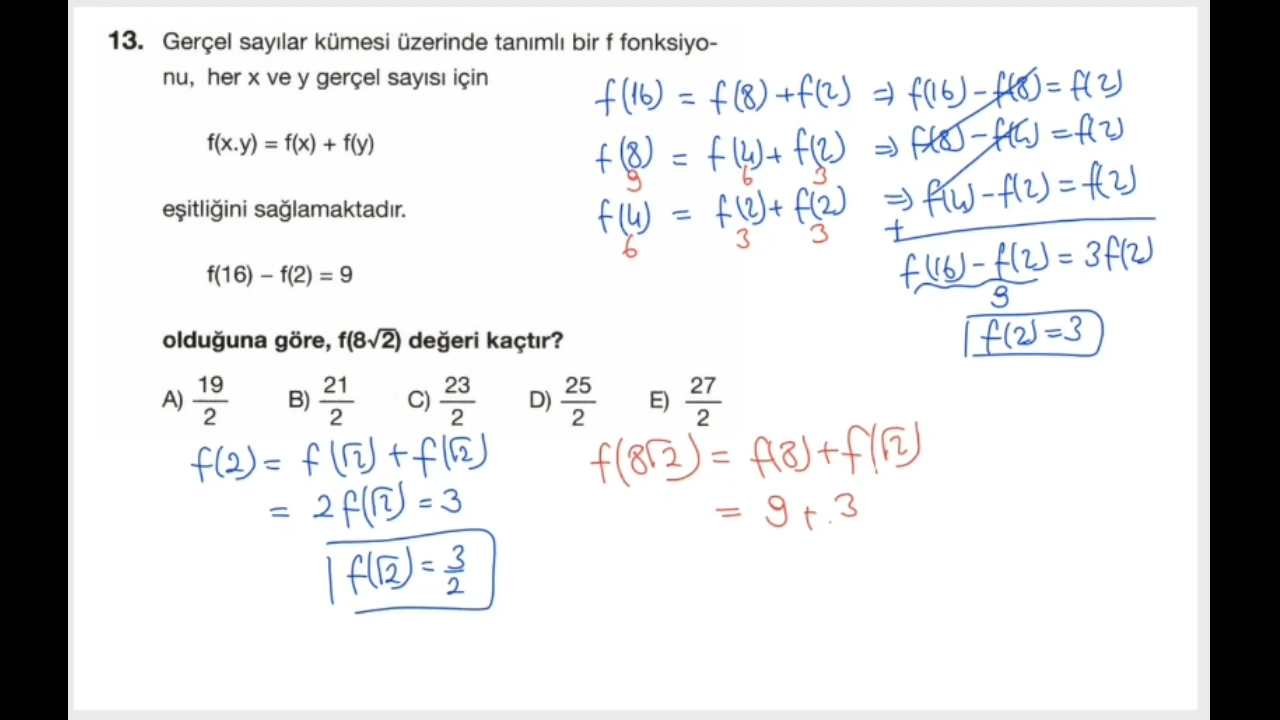 13. Gerçel sayılar kümesi üzerinde tanımlı bir f fonksiyo-
nu, her x ve y gerçel sayısı için
f(x.y) = f(x) + f(y)
eşitliğini sağlamaktadır.
f(16) – f(2) = 9
olduğuna göre, f(8√2) değeri kaçtır?
A) 19/2 B) 21/2 C) 23/2 D) 25/2 E) 27/2
f(16) = f(8) + f(2) ⇒ f(16) - f(8) = f(2)
f(8) = f(4) + f(2) ⇒ f(8) - f(4) = f(2)
9 6 3
f(4) = f(2) + f(2) ⇒ f(4) - f(2) = f(2)
6 3 3
+
f(16) - f(2) = 3f(2)
9
f(2) = 3
f(2) = f(√2) + f(√2)
= 2f(√2) = 3
f(√2) = 3/2
f(8√2) = f(8) + f(√2)
= 9 + 3